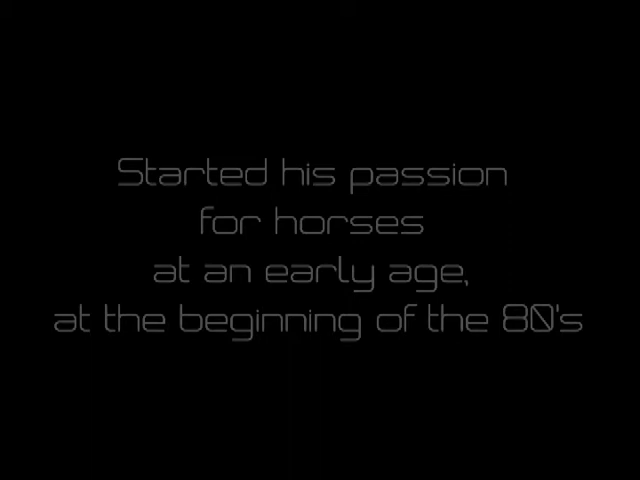 Started his passion
for horses
at an early age,
at the beginning of the 80's